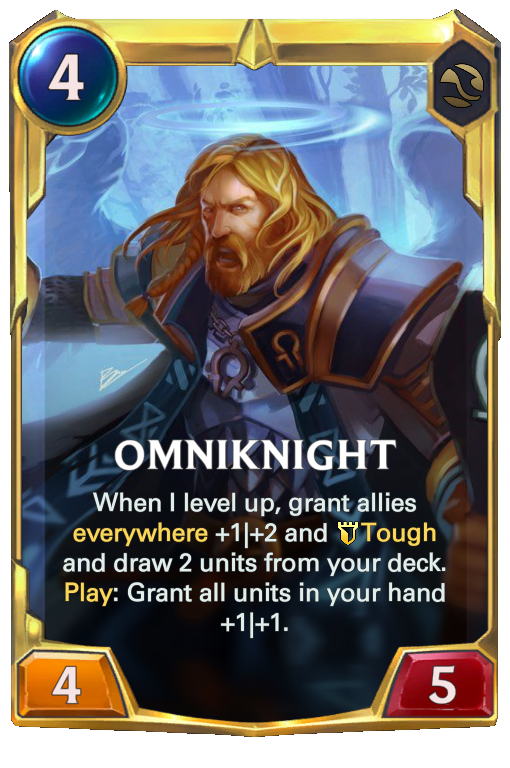 4
OMNIKNIGHT
When I level up, grant allies
everywhere +1|+2 and Tough
and draw 2 units from your deck.
Play: Grant all units in your hand
+1|+1.
4
5